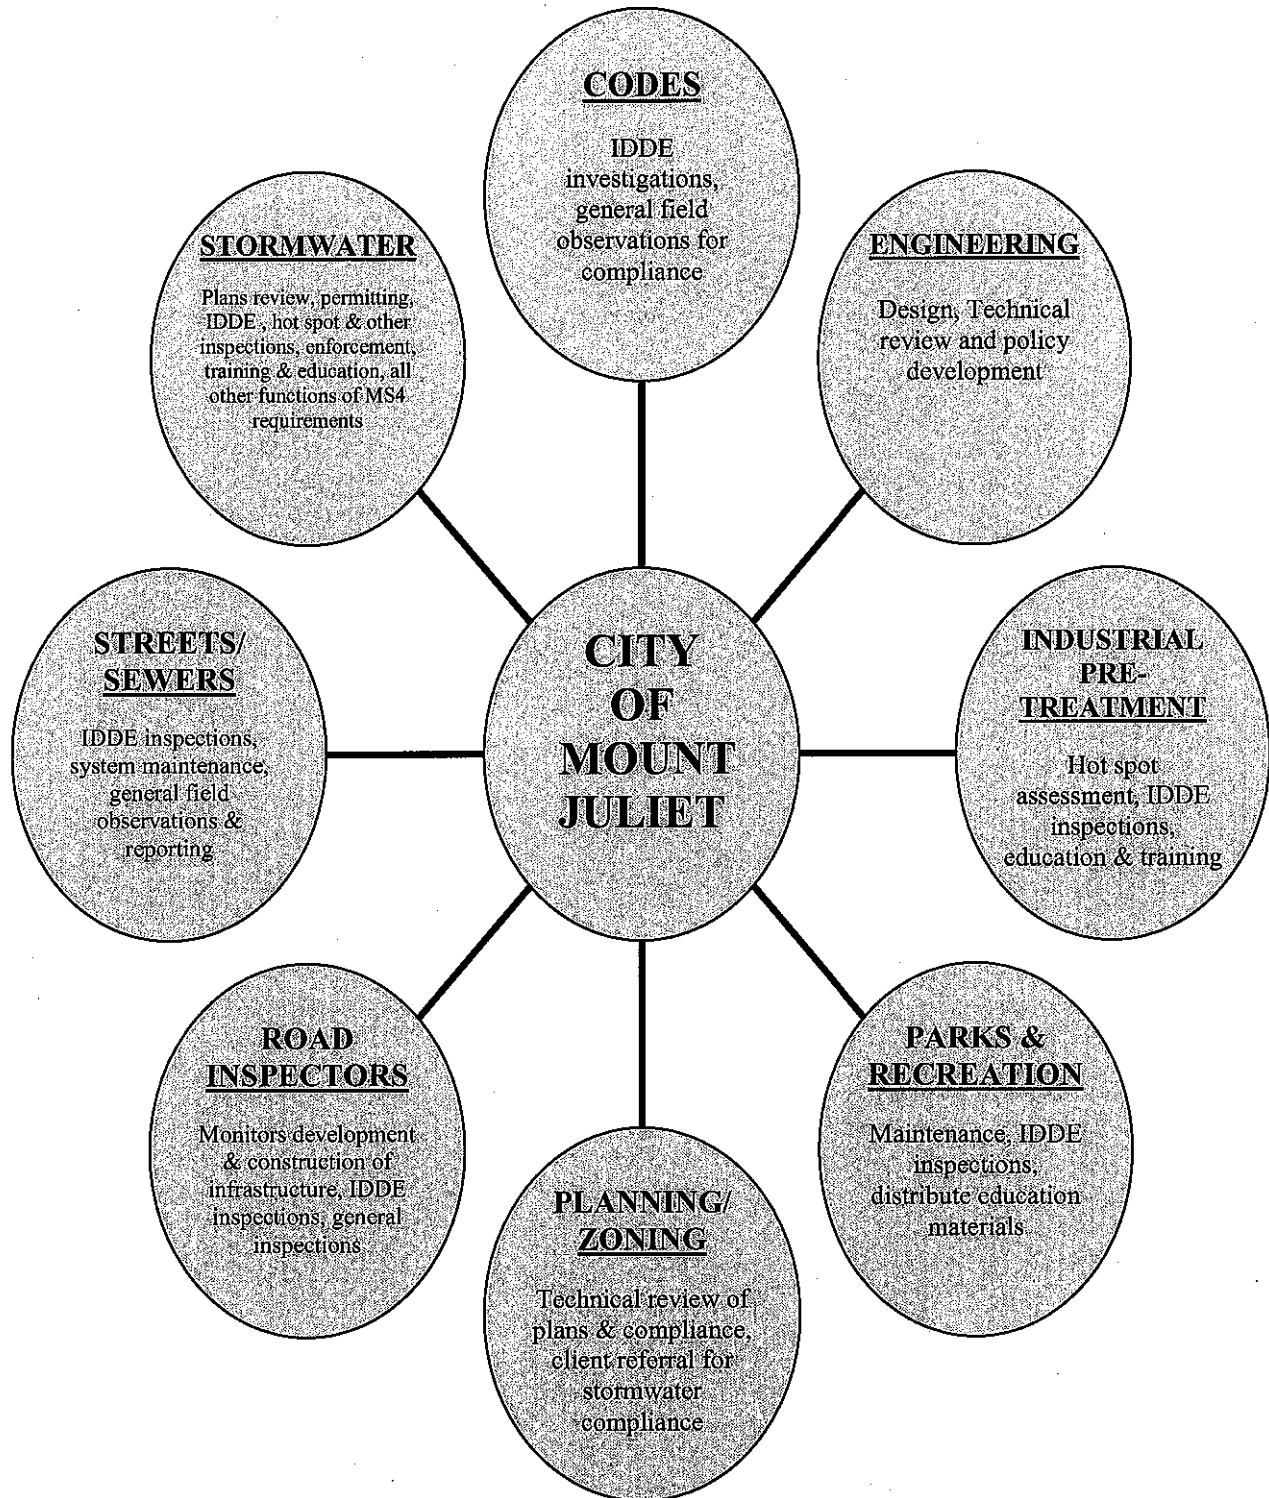 CODES
IDDE
investigations,
general field
observations for
compliance
STORMWATER
Plans review, permitting,
IDDE , hot spot & other
inspections, enforcement,
training & education, all
other functions of MS4
requirements
ENGINEERING
Design, Technical
review and policy
development
STREETS/
SEWERS
IDDE inspections,
system maintenance,
general field
observations &
reporting
CITY
OF
MOUNT
JULIET
INDUSTRIAL
PRE-
TREATMENT
Hot spot
assessment, IDDE
inspections,
education & training
ROAD
INSPECTORS
Monitors development
& construction of
infrastructure, IDDE
inspections, general
inspections
PLANNING/
ZONING
Technical review of
plans & compliance,
client referral for
stormwater
compliance
PARKS &
RECREATION
Maintenance, IDDE
inspections,
distribute education
materials